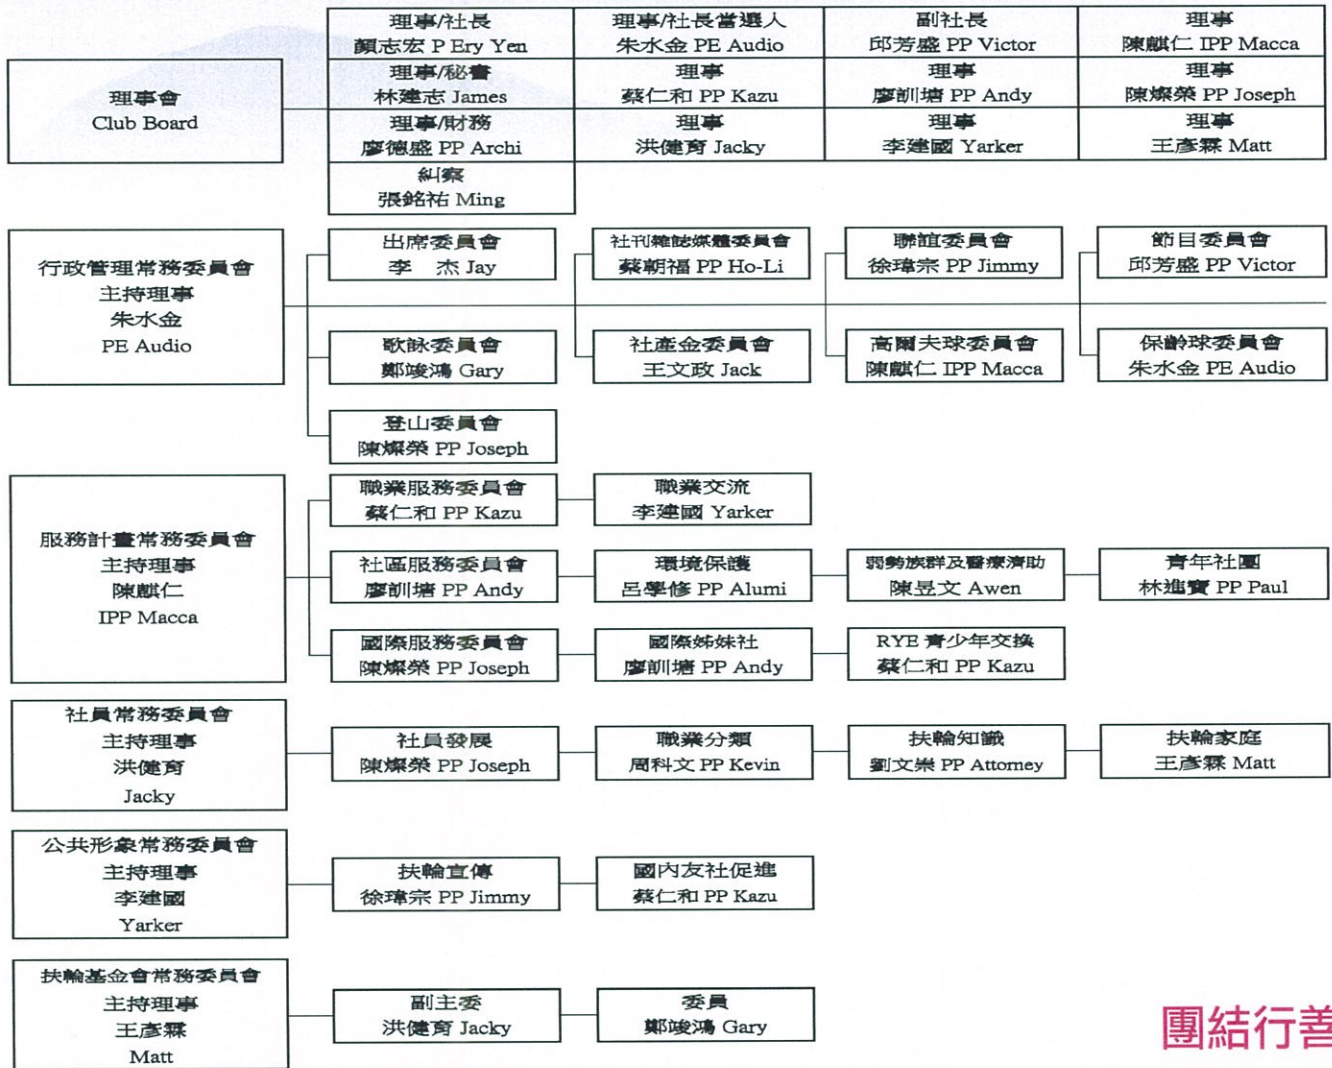 理事會
Club Board
理事/社長
顏志宏 P Ery Yen
理事/社長當選人
朱水金 PE Audio
副社長
邱芳盛 PP Victor
理事
陳麒仁 IPP Macca
理事/秘書
林建志 James
理事
蔡仁和 PP Kazu
理事
廖訓塘 PP Andy
理事
陳燦榮 PP Joseph
理事/財務
廖德盛 PP Archi
理事
洪健育 Jacky
理事
李建國 Yarker
理事
王彥霖 Matt
糾察
張銘祐 Ming
行政管理常務委員會
主持理事
朱水金
PE Audio
出席委員會
李　杰 Jay
社刊雜誌媒體委員會
蔡朝福 PP Ho-Li
聯誼委員會
徐瑋宗 PP Jimmy
節目委員會
邱芳盛 PP Victor
歌詠委員會
鄭竣鴻 Gary
社產金委員會
王文政 Jack
高爾夫球委員會
陳麒仁 IPP Macca
保齡球委員會
朱水金 PE Audio
登山委員會
陳燦榮 PP Joseph
服務計畫常務委員會
主持理事
陳麒仁
IPP Macca
職業服務委員會
蔡仁和 PP Kazu
職業交流
李建國 Yarker
社區服務委員會
廖訓塘 PP Andy
環境保護
呂學修 PP Alumi
弱勢族群及醫療濟助
陳昱文 Awen
青年社團
林進寶 PP Paul
國際服務委員會
陳燦榮 PP Joseph
國際姊妹社
廖訓塘 PP Andy
RYE 青少年交換
蔡仁和 PP Kazu
社員常務委員會
主持理事
洪健育
Jacky
社員發展
陳燦榮 PP Joseph
職業分類
周科文 PP Kevin
扶輪知識
劉文崇 PP Attorney
扶輪家庭
王彥霖 Matt
公共形象常務委員會
主持理事
李建國
Yarker
扶輪宣傳
徐瑋宗 PP Jimmy
國內友社促進
蔡仁和 PP Kazu
扶輪基金會常務委員會
主持理事
王彥霖
Matt
副主委
洪健育 Jacky
委員
鄭竣鴻 Gary
團結行善